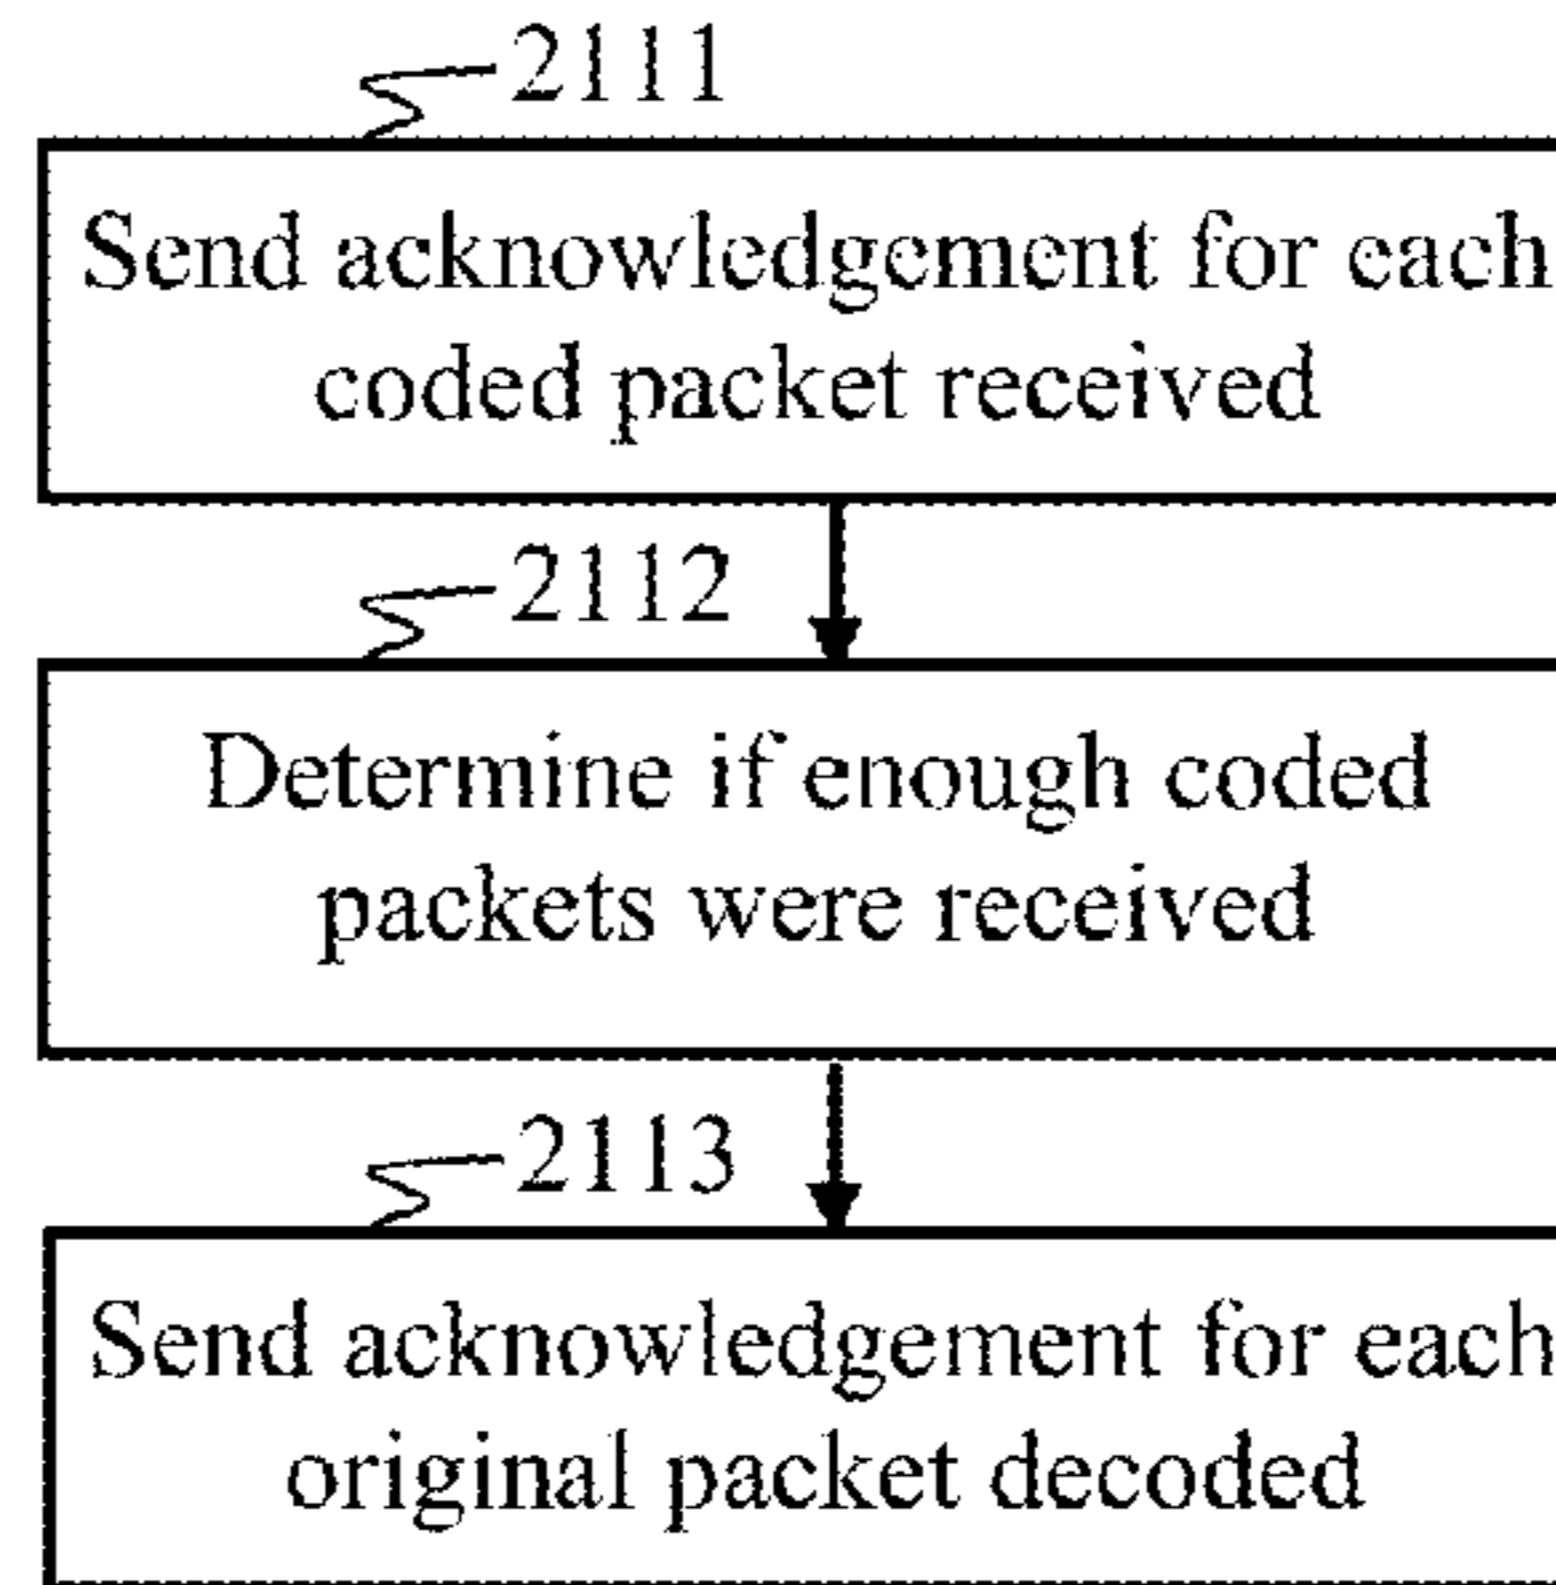 2111
Send acknowledgement for each
coded packet received
2112
Determine if enough coded
packets were received
2113
Send acknowledgement for each
original packet decoded